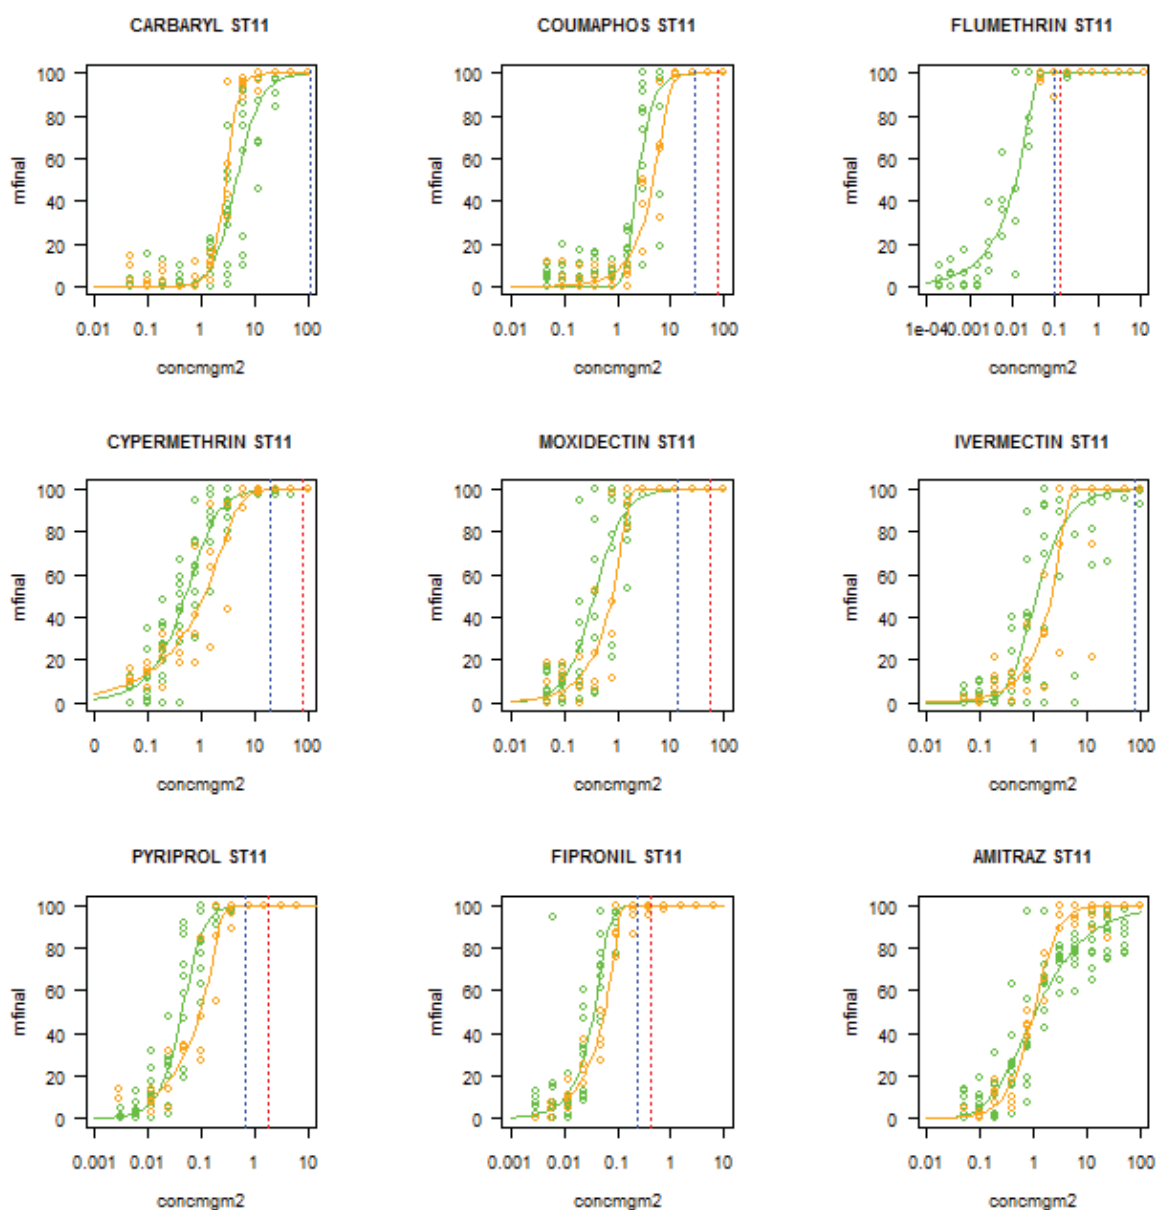 CARBARYL ST11 COUMAPHOS ST11 FLUMETHRIN ST11
100 100 100
80 80 80
60 60 60
40 40 40
20 20 20
0 0 0
mfinal mfinal mfinal
0.01 0.1 1 10 100 0.01 0.1 1 10 100 1e-04 0.001 0.01 0.1 1 10
concmgm2 concmgm2 concmgm2
CYPERMETHRIN ST11 MOXIDECTIN ST11 IVERMECTIN ST11
100 100 100
80 80 80
60 60 60
40 40 40
20 20 20
0 0 0
mfinal mfinal mfinal
0 0.1 1 10 100 0.01 0.1 1 10 100 0.01 0.1 1 10 100
concmgm2 concmgm2 concmgm2
PYRIPROL ST11 FIPRONIL ST11 AMITRAZ ST11
100 100 100
80 80 80
60 60 60
40 40 40
20 20 20
0 0 0
mfinal mfinal mfinal
0.001 0.01 0.1 1 10 0.001 0.01 0.1 1 10 0.01 0.1 1 10 100
concmgm2 concmgm2 concmgm2